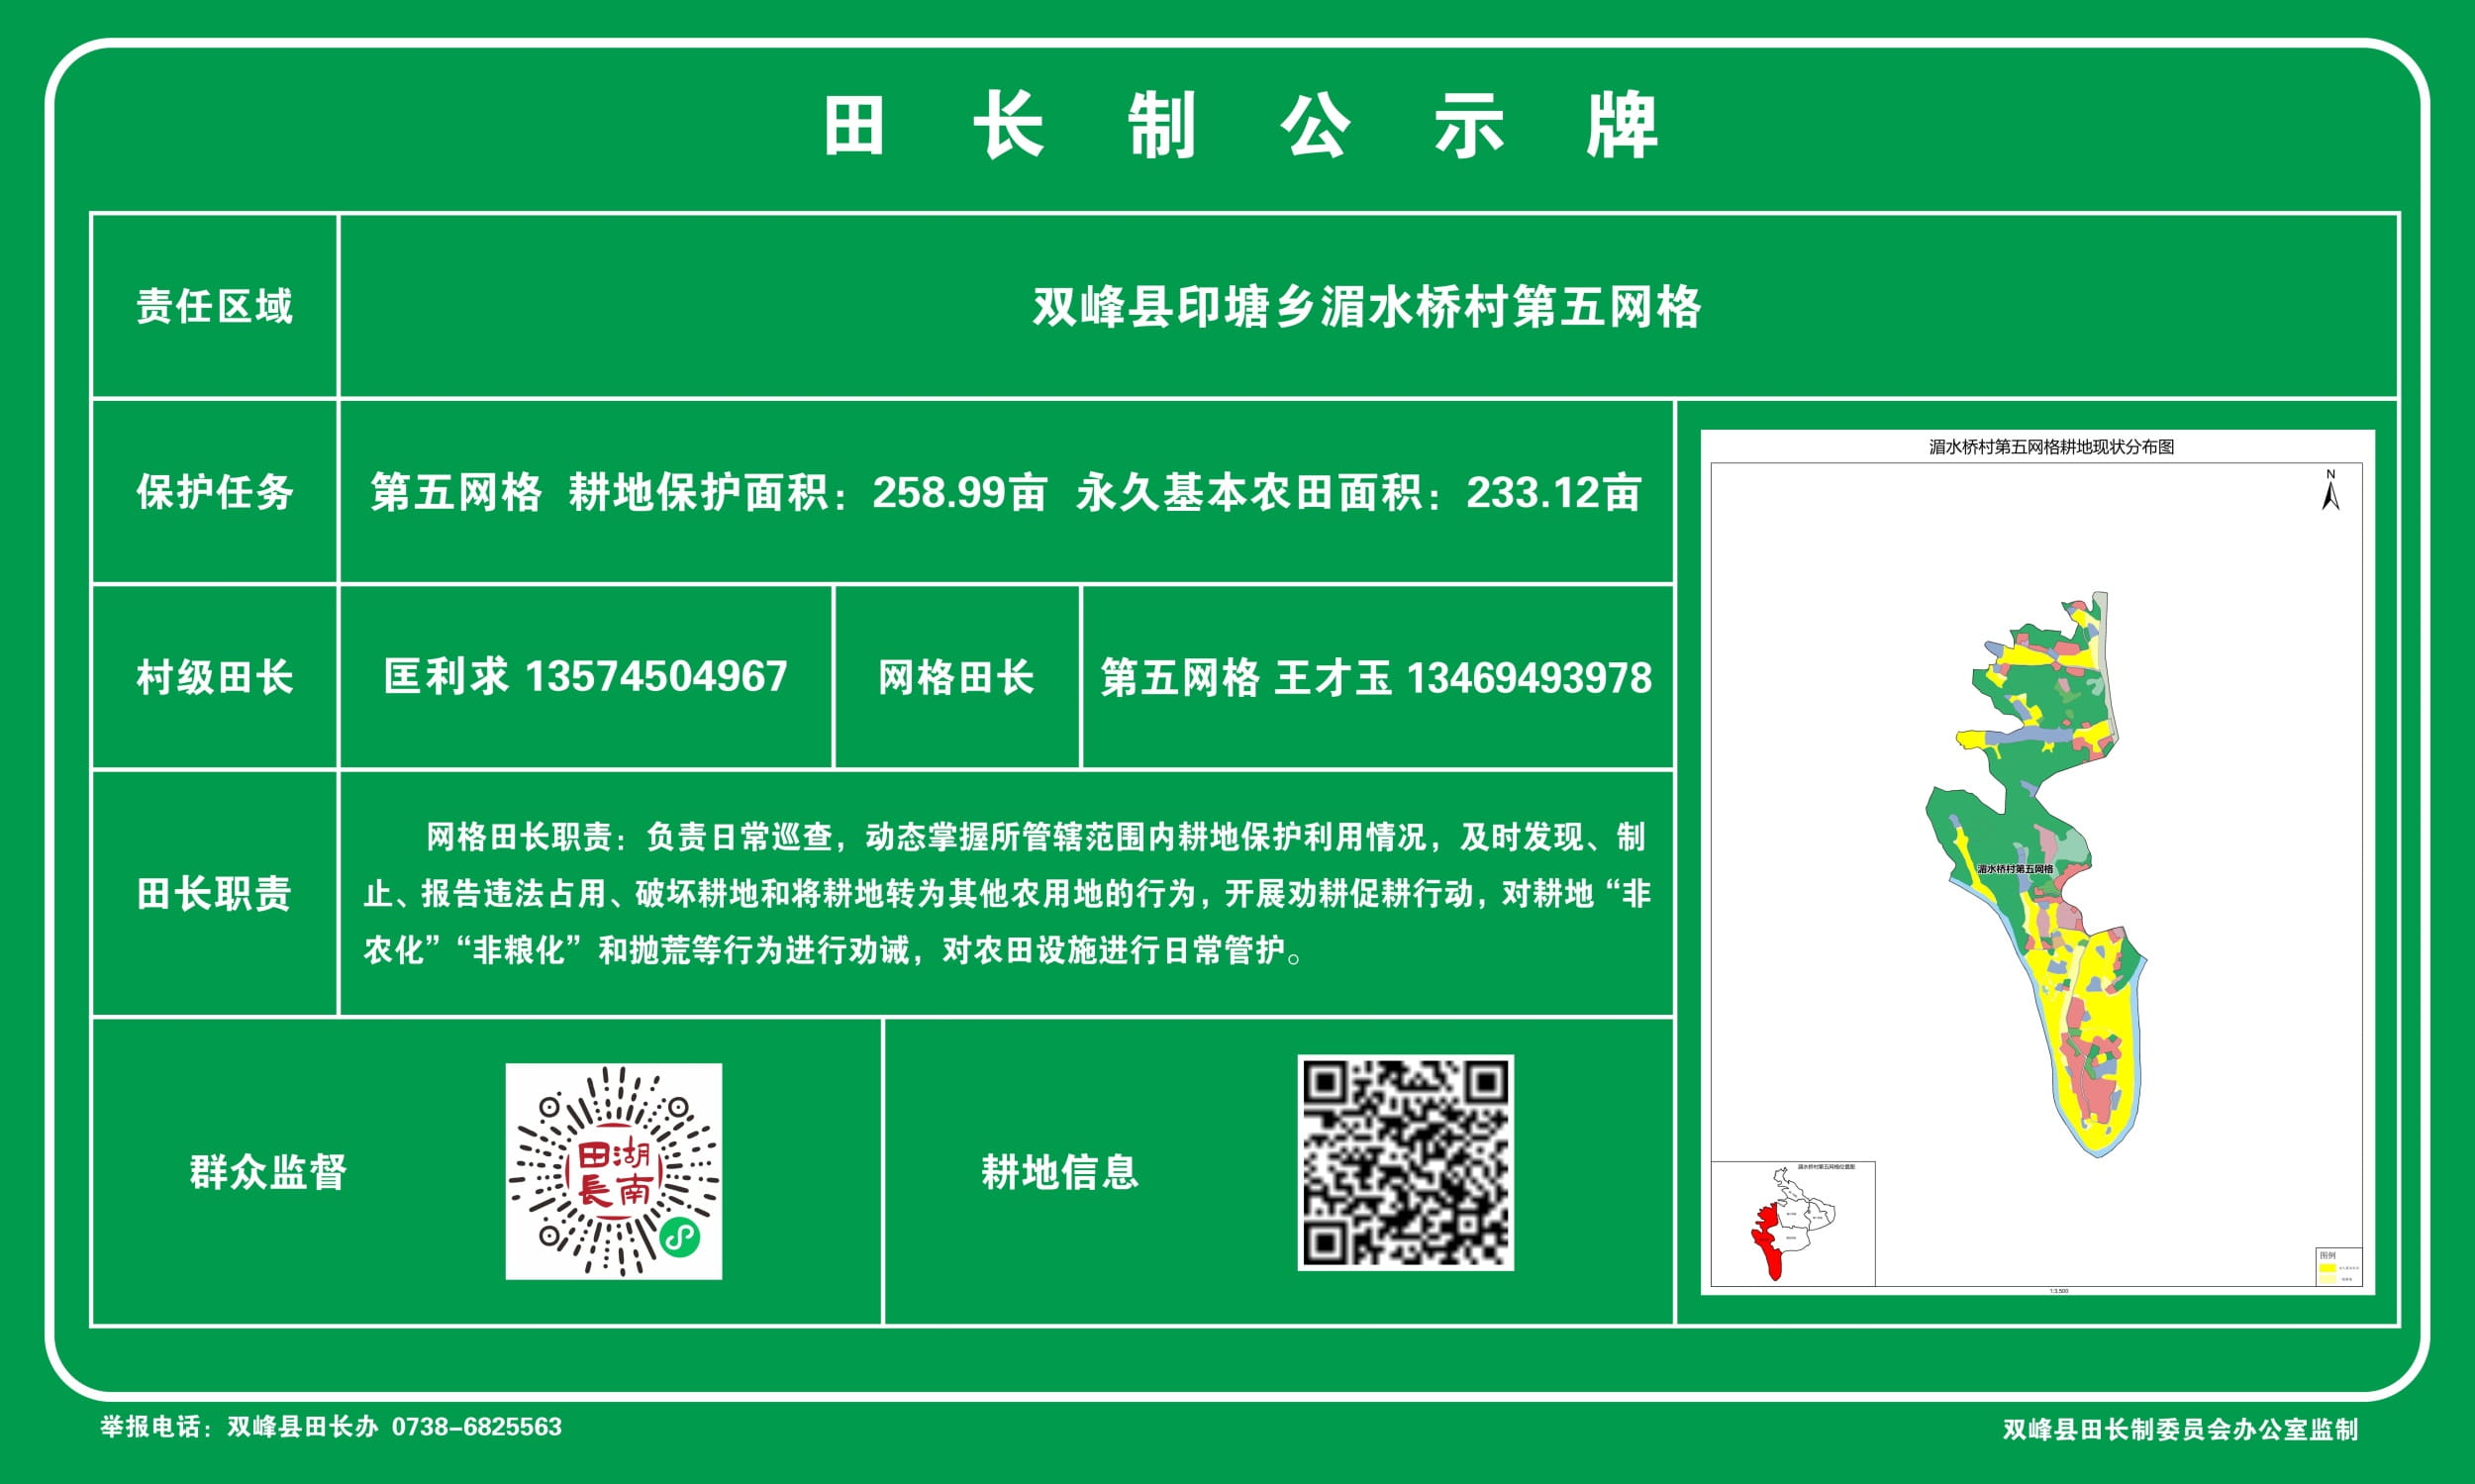 田长制公示牌
责任区域
双峰县印塘乡湄水桥村第五网格
保护任务
第五网格 耕地保护面积：258.99亩 永久基本农田面积：233.12亩
村级田长
匡利求 13574504967
网格田长
第五网格 王才玉 13469493978
田长职责
网格田长职责：负责日常巡查，动态掌握所管辖范围内耕地保护利用情况，及时发现、制
止、报告违法占用、破坏耕地和将耕地转为其他农用地的行为，开展劝耕促耕行动，对耕地“非
农化”“非粮化”和抛荒等行为进行劝诫，对农田设施进行日常管护。
群众监督
湖南
田長
耕地信息
湄水桥村第五网格耕地现状分布图
N
湄水桥村第五网格
湄水桥村第五网格位置图
图例
1:3,500
举报电话：双峰县田长办 0738-6825563
双峰县田长制委员会办公室监制